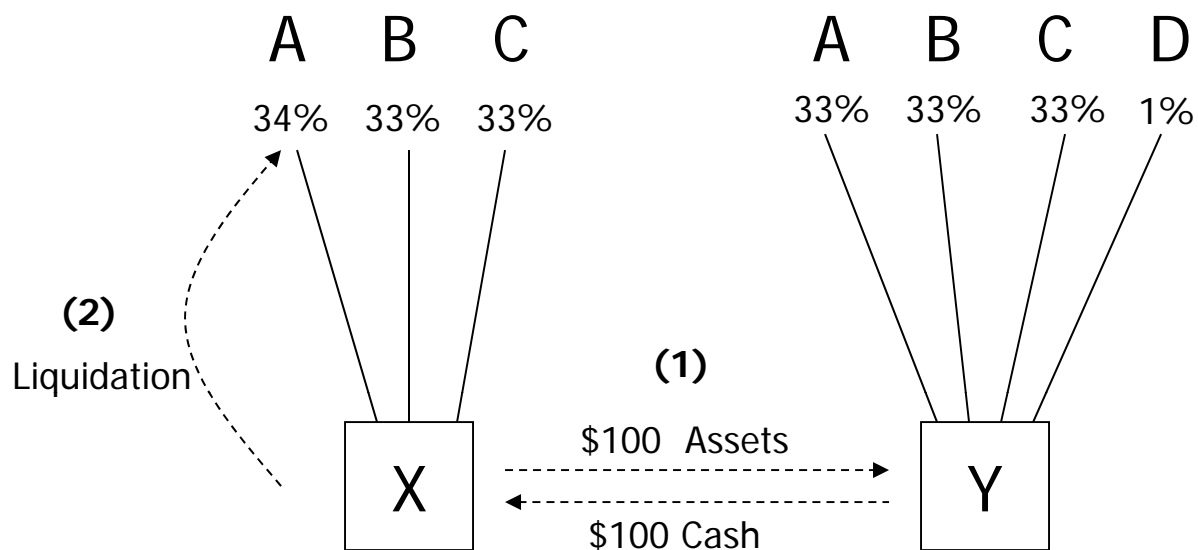 A B C A B C D
34% 33% 33% 33% 33% 33% 1%
(2)
Liquidation
(1)
$100 Assets
X Y
$100 Cash